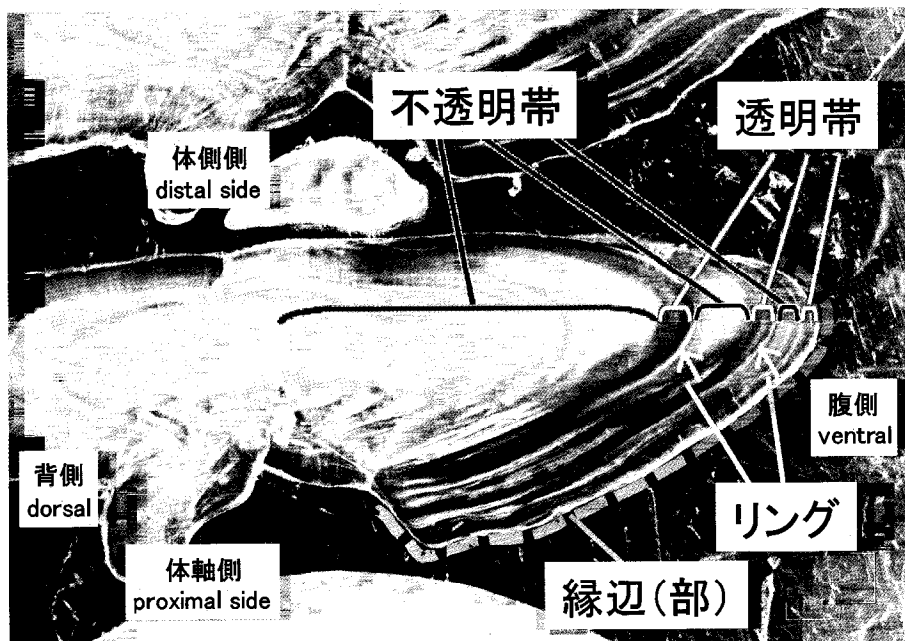 不透明帯
透明帯
体側側
distal side
腹側
ventral
背側
dorsal
リング
体軸側
proximal side
縁辺(部)